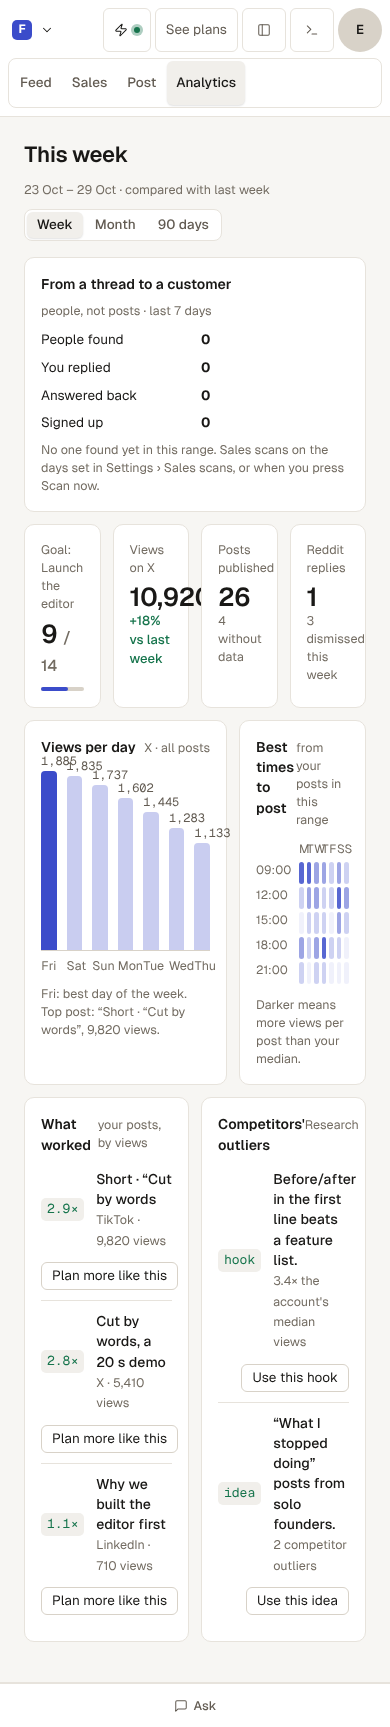 F
See plans
E
Feed Sales Post Analytics
This week
23 Oct – 29 Oct · compared with last week
Week Month 90 days
From a thread to a customer
people, not posts · last 7 days
People found 0
You replied 0
Answered back 0
Signed up 0
No one found yet in this range. Sales scans on the
days set in Settings › Sales scans, or when you press
Scan now.
Goal:
Launch
the
editor
9 /
14
Views
on X
10,920
+18%
vs last
week
Posts
published
26
4
without
data
Reddit
replies
1
3
dismissed
this
week
Views per day X · all posts
1,885
1,835
1,737
1,602
1,445
1,283
1,133
Fri Sat Sun Mon Tue Wed Thu
Fri: best day of the week.
Top post: “Short · “Cut by
words”, 9,820 views.
Best
times
to
post
from
your
posts in
this
range
M T W T F S S
09:00
12:00
15:00
18:00
21:00
Darker means
more views per
post than your
median.
What
worked
your posts,
by views
2.9×
Short · “Cut
by words
TikTok ·
9,820 views
Plan more like this
2.8×
Cut by
words, a
20 s demo
X · 5,410
views
Plan more like this
1.1×
Why we
built the
editor first
LinkedIn ·
710 views
Plan more like this
Competitors'
outliers
Research
hook
Before/after
in the first
line beats
a feature
list.
3.4× the
account's
median
views
Use this hook
idea
“What I
stopped
doing”
posts from
solo
founders.
2 competitor
outliers
Use this idea
Ask